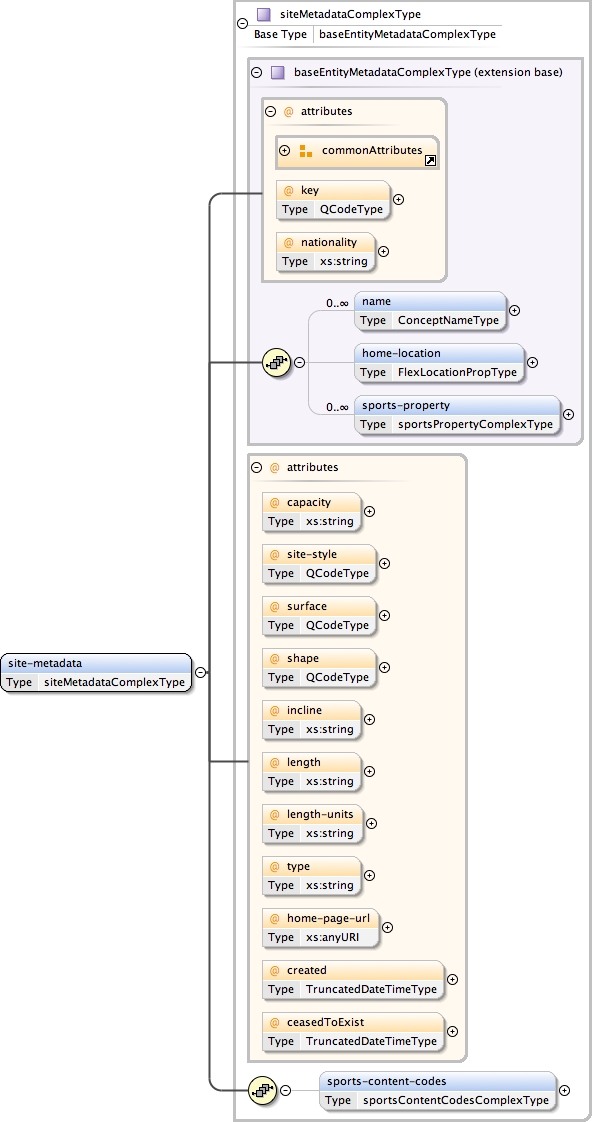 siteMetadataComplexType
Base Type baseEntityMetadataComplexType
baseEntityMetadataComplexType (extension base)
@ attributes
commonAttributes
@ key
Type QCodeType
@ nationality
Type xs:string
0..∞
name
Type ConceptNameType
home-location
Type FlexLocationPropType
0..∞
sports-property
Type sportsPropertyComplexType
@ attributes
@ capacity
Type xs:string
@ site-style
Type QCodeType
@ surface
Type QCodeType
@ shape
Type QCodeType
site-metadata
Type siteMetadataComplexType
@ incline
Type xs:string
@ length
Type xs:string
@ length-units
Type xs:string
@ type
Type xs:string
@ home-page-url
Type xs:anyURI
@ created
Type TruncatedDateTimeType
@ ceasedToExist
Type TruncatedDateTimeType
sports-content-codes
Type sportsContentCodesComplexType